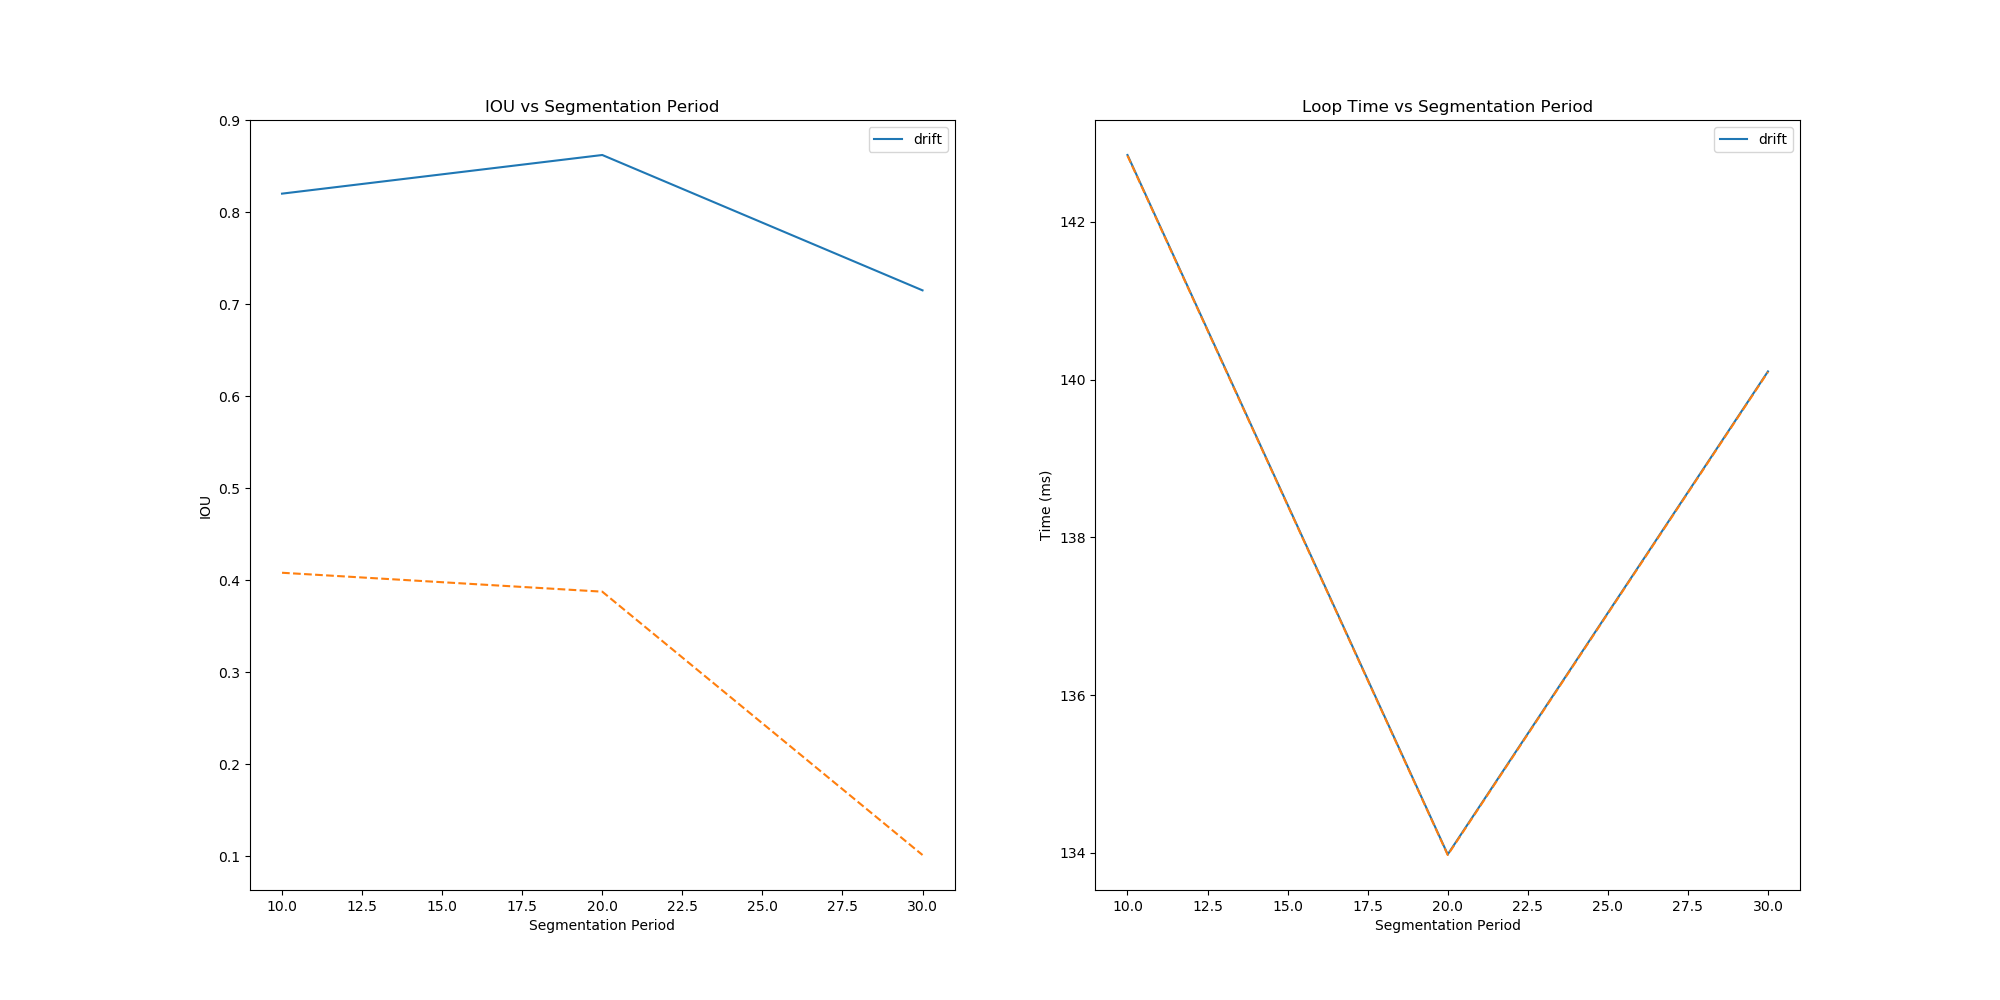 IOU vs Segmentation Period
drift
0.9
0.8
0.7
0.6
0.5
0.4
0.3
0.2
0.1
IOU
10.0 12.5 15.0 17.5 20.0 22.5 25.0 27.5 30.0
Segmentation Period
Loop Time vs Segmentation Period
drift
142
140
138
136
134
Time (ms)
10.0 12.5 15.0 17.5 20.0 22.5 25.0 27.5 30.0
Segmentation Period